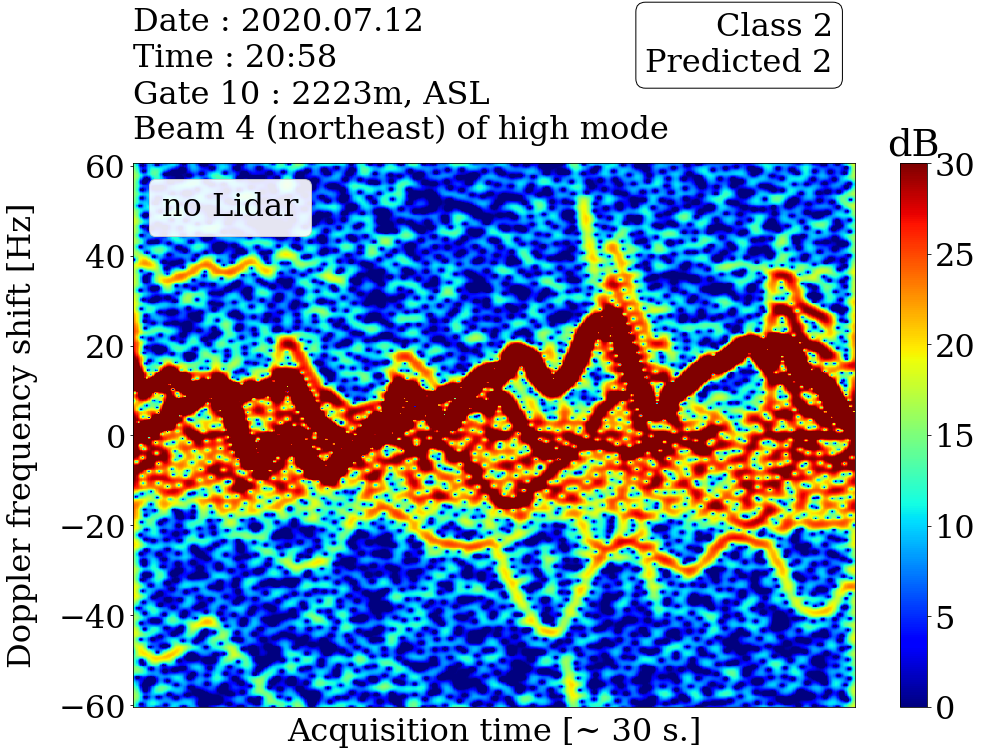 Date : 2020.07.12
Time : 20:58
Gate 10 : 2223m, ASL
Beam 4 (northeast) of high mode
Class 2
Predicted 2
dB
no Lidar
Doppler frequency shift [Hz]
60
40
20
0
−20
−40
−60
Acquisition time [~ 30 s.]
30
25
20
15
10
5
0